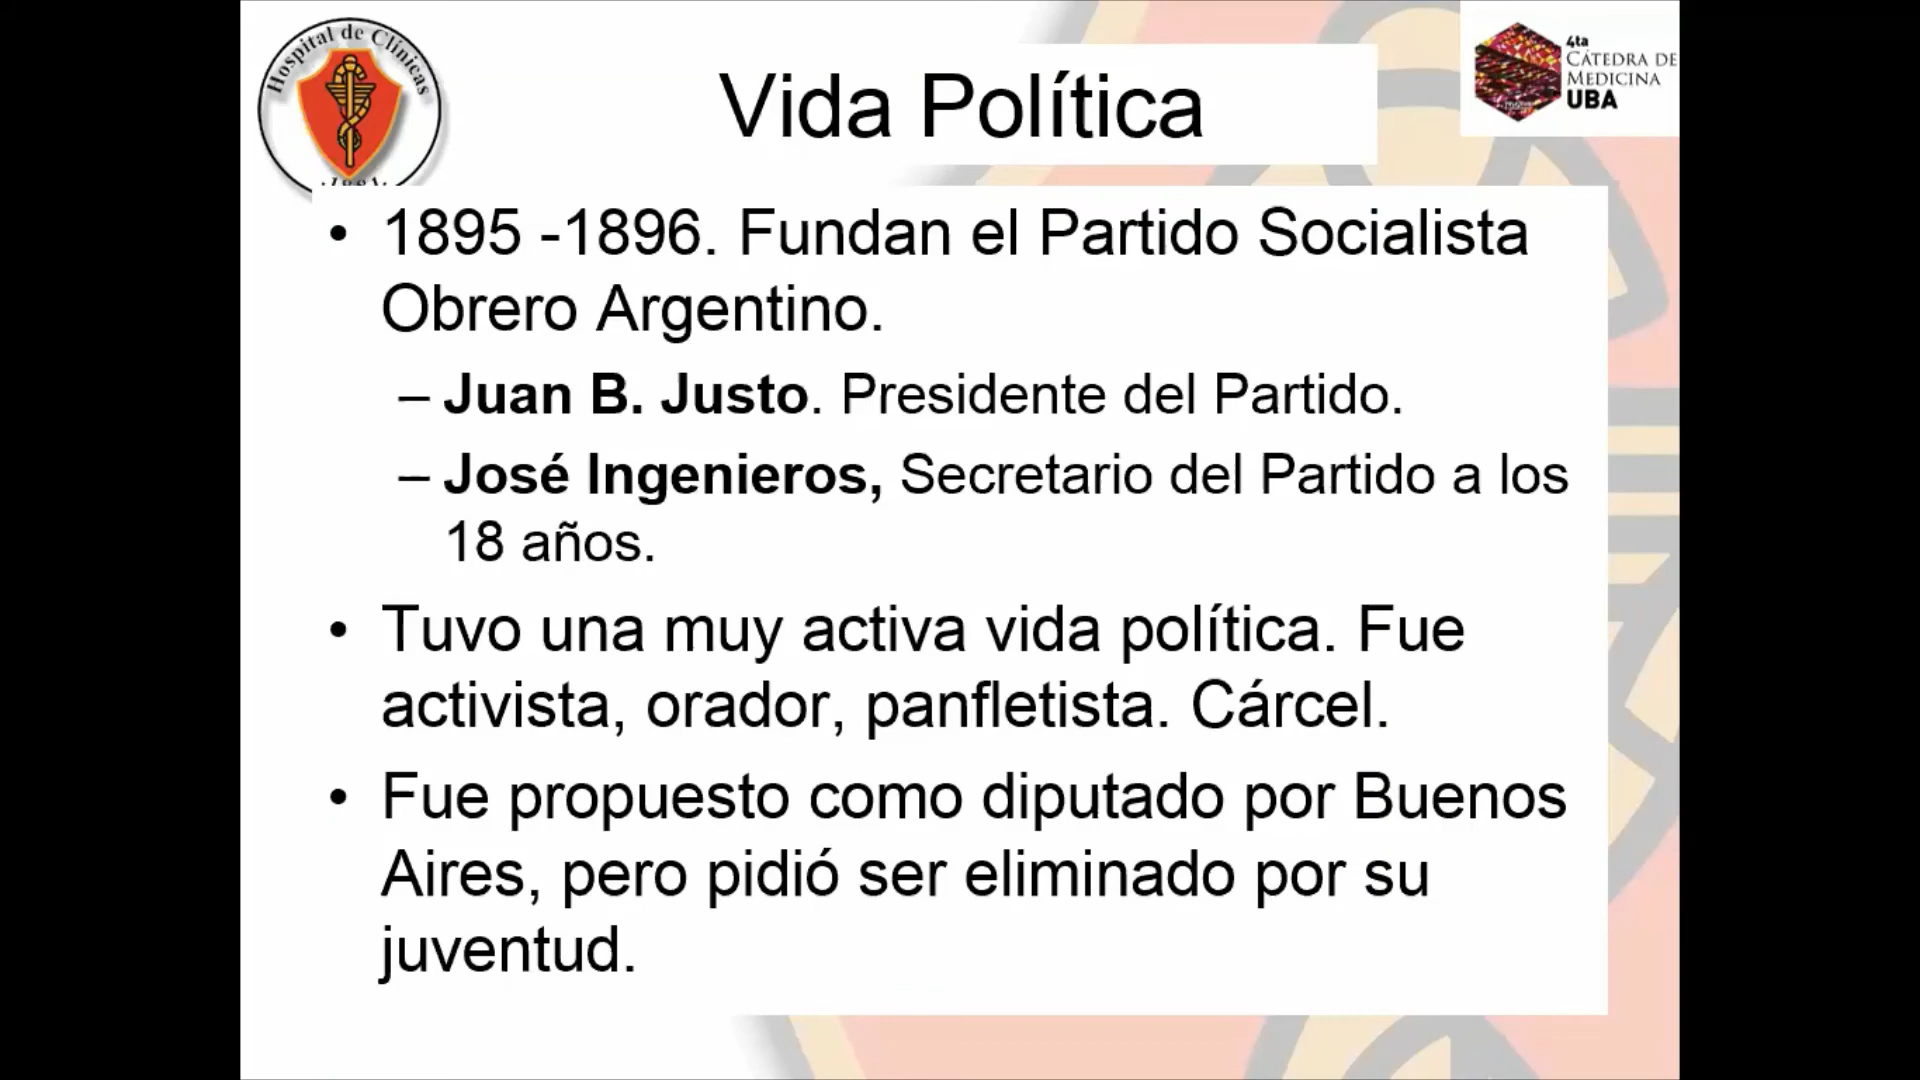 Hospital de Clínicas
4ta
CÁTEDRA DE
MEDICINA
UBA
Vida Política
• 1895 -1896. Fundan el Partido Socialista
Obrero Argentino.
– Juan B. Justo. Presidente del Partido.
– José Ingenieros, Secretario del Partido a los
18 años.
• Tuvo una muy activa vida política. Fue
activista, orador, panfletista. Cárcel.
• Fue propuesto como diputado por Buenos
Aires, pero pidió ser eliminado por su
juventud.